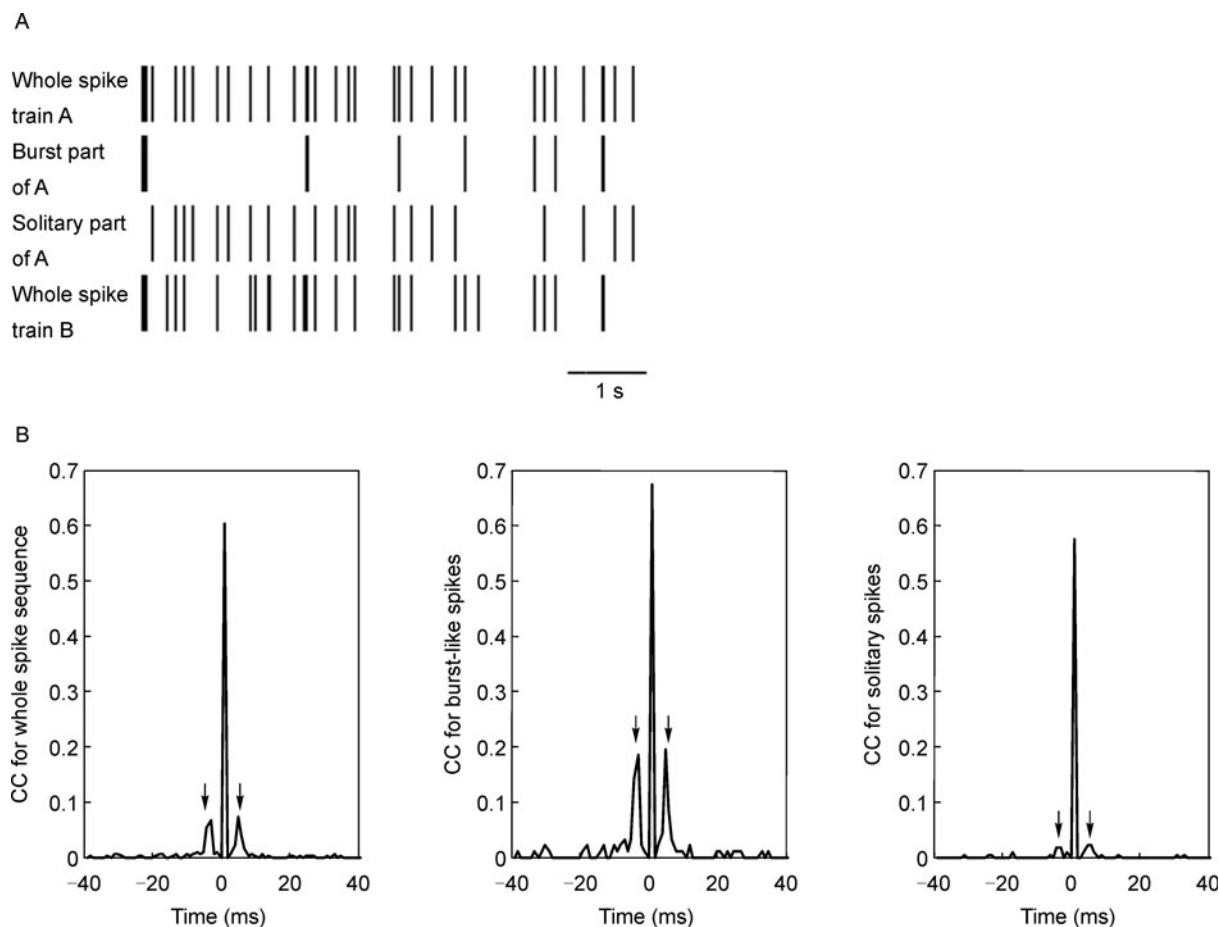 A
Whole spike
train A
Burst part
of A
Solitary part
of A
Whole spike
train B
1 s
B
CC for whole spike sequence
0.7
0.6
0.5
0.4
0.3
0.2
0.1
0
−40
−20
0
20
40
Time (ms)
CC for burst-like spikes
0.7
0.6
0.5
0.4
0.3
0.2
0.1
0
−40
−20
0
20
40
Time (ms)
CC for solitary spikes
0.7
0.6
0.5
0.4
0.3
0.2
0.1
0
−40
−20
0
20
40
Time (ms)